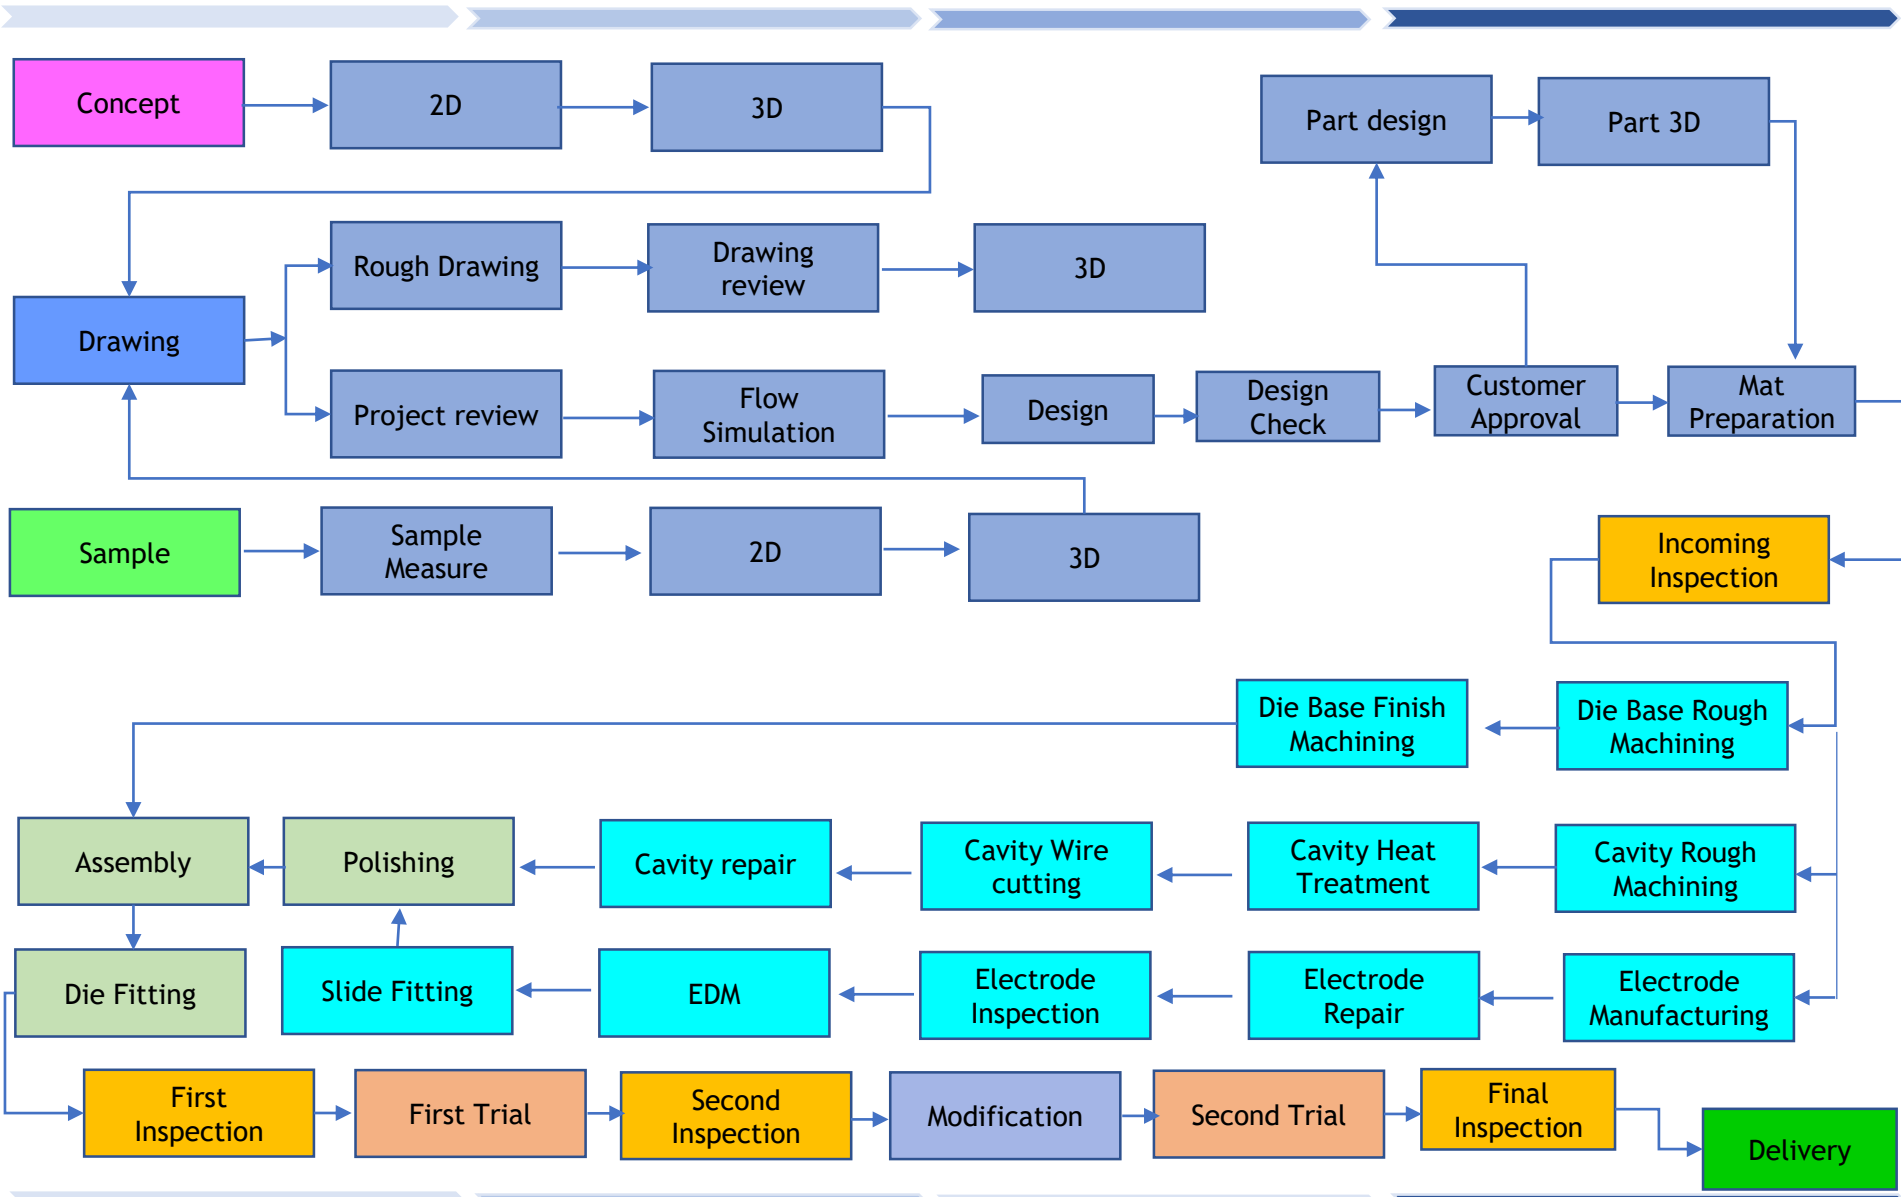 Concept
2D
3D
Part design
Part 3D
Rough Drawing
Drawing
review
3D
Drawing
Project review
Flow
Simulation
Design
Design
Check
Customer
Approval
Mat
Preparation
Sample
Sample
Measure
2D
3D
Incoming
Inspection
Die Base Finish
Machining
Die Base Rough
Machining
Assembly
Polishing
Cavity repair
Cavity Wire
cutting
Cavity Heat
Treatment
Cavity Rough
Machining
Die Fitting
Slide Fitting
EDM
Electrode
Inspection
Electrode
Repair
Electrode
Manufacturing
First
Inspection
First Trial
Second
Inspection
Modification
Second Trial
Final
Inspection
Delivery